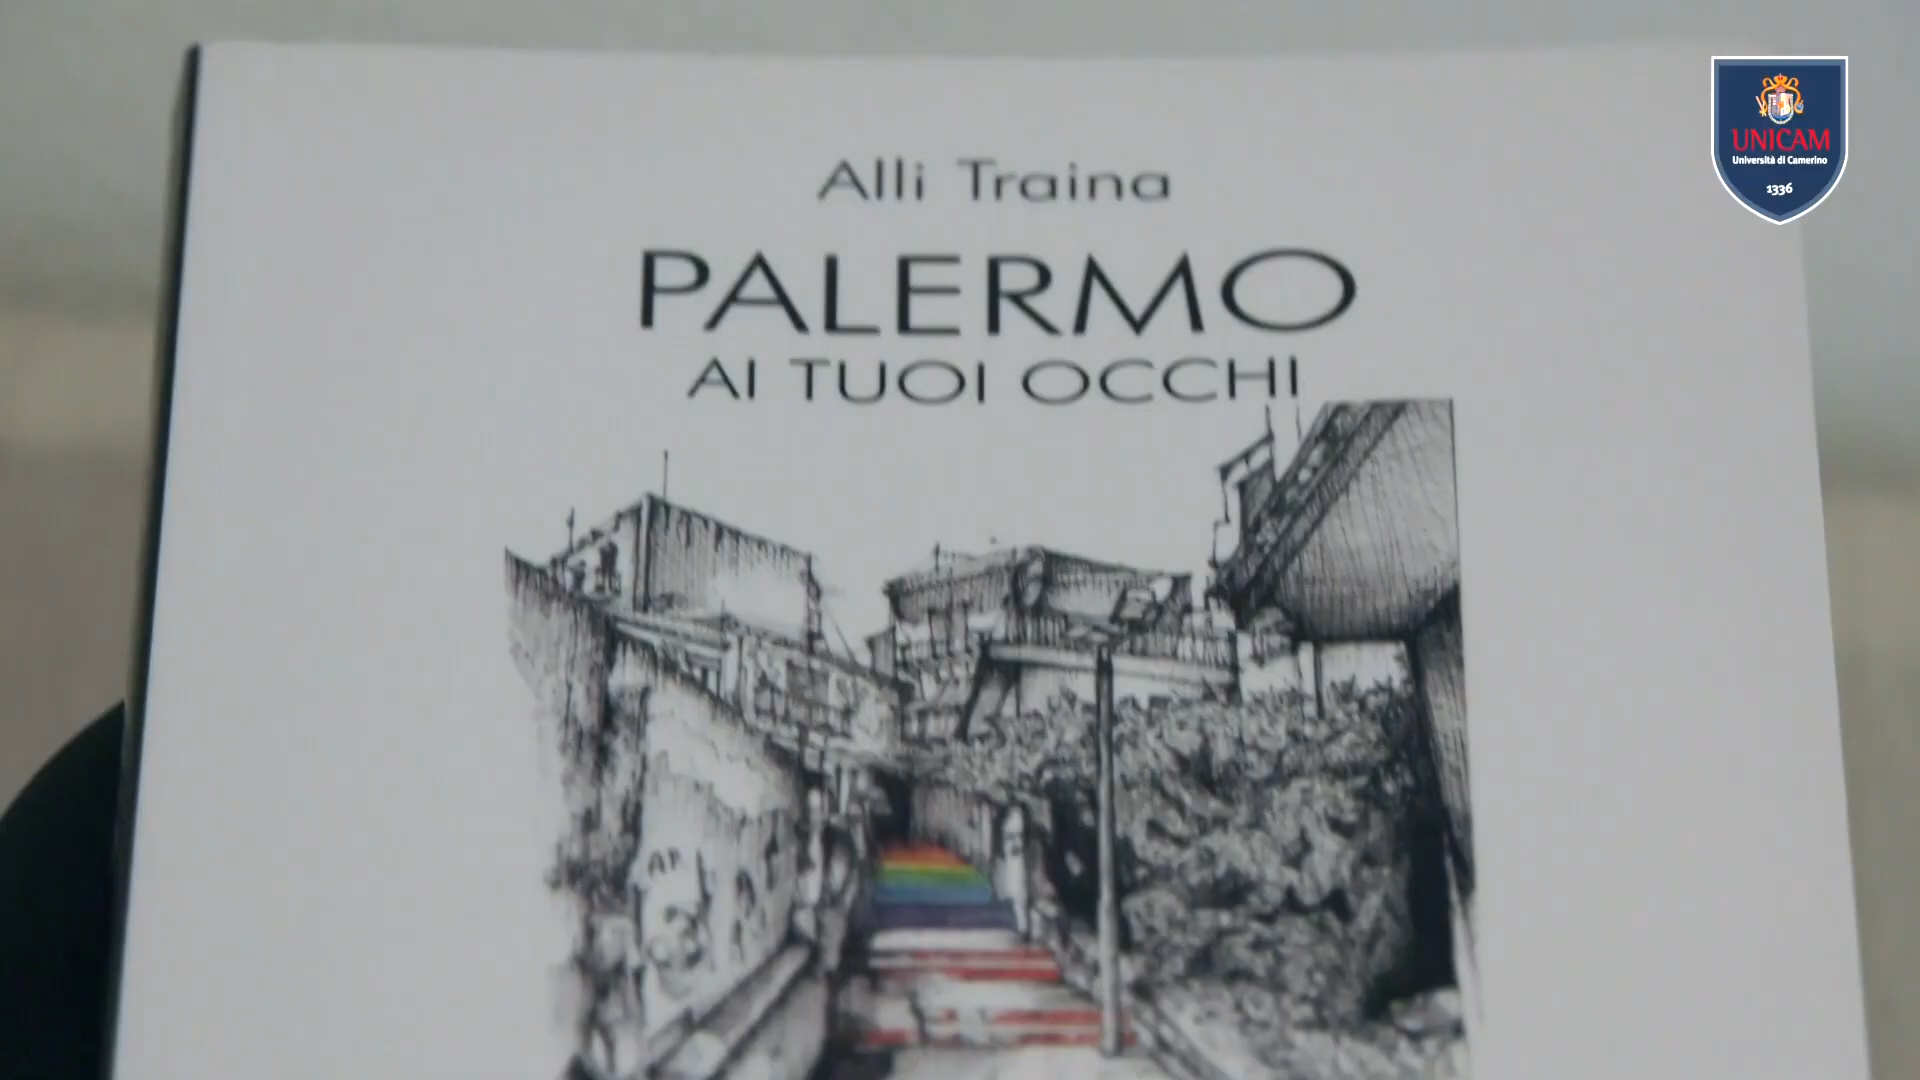 Alli Traina
PALERMO
AI TUOI OCCHI
UNICAM
Università di Camerino
1336